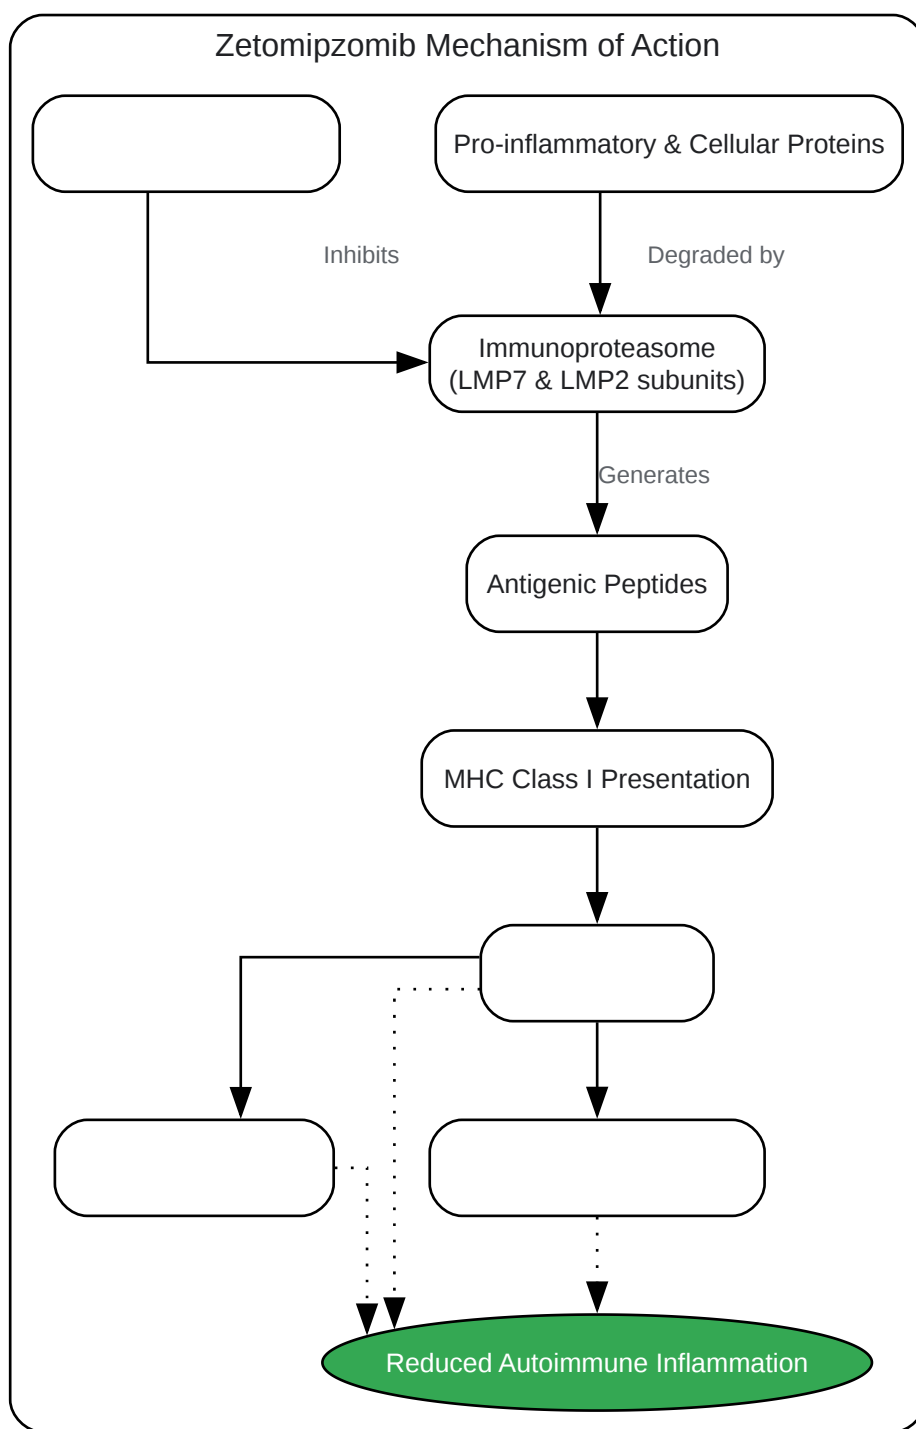 Zetomipzomib Mechanism of Action
Pro-inflammatory & Cellular Proteins
Inhibits
Degraded by
Immunoproteasome
(LMP7 & LMP2 subunits)
Generates
Antigenic Peptides
MHC Class I Presentation
Reduced Autoimmune Inflammation